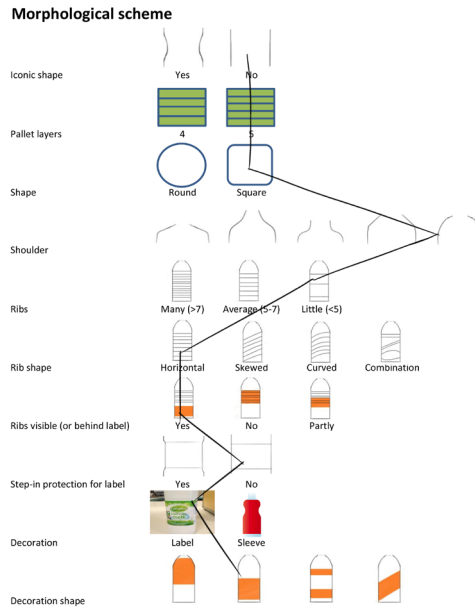 Morphological scheme
Iconic shape Yes No
Pallet layers 4 5
Shape Round Square
Shoulder
Ribs Many (>7) Average (5-7) Little (<5)
Rib shape Horizontal Skewed Curved Combination
Ribs visible (or behind label) Yes No Partly
Step-in protection for label Yes No
Decoration Label Sleeve
Decoration shape